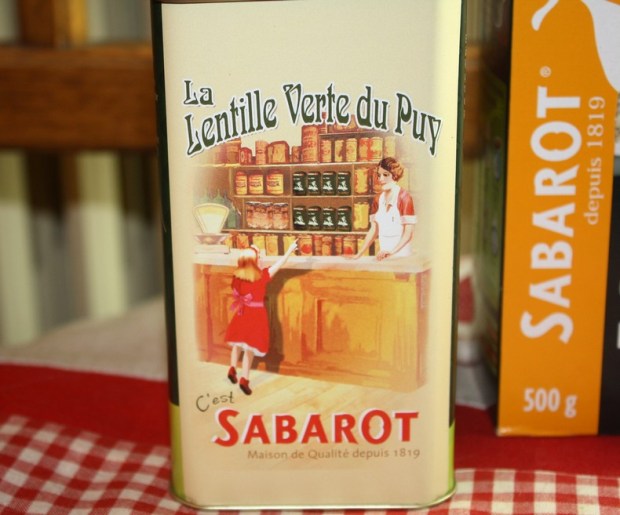 La
Lentille Verte du Puy
C'est
SABAROT
Maison de Qualité depuis 1819
SABAROT®
depuis 1819
500 g